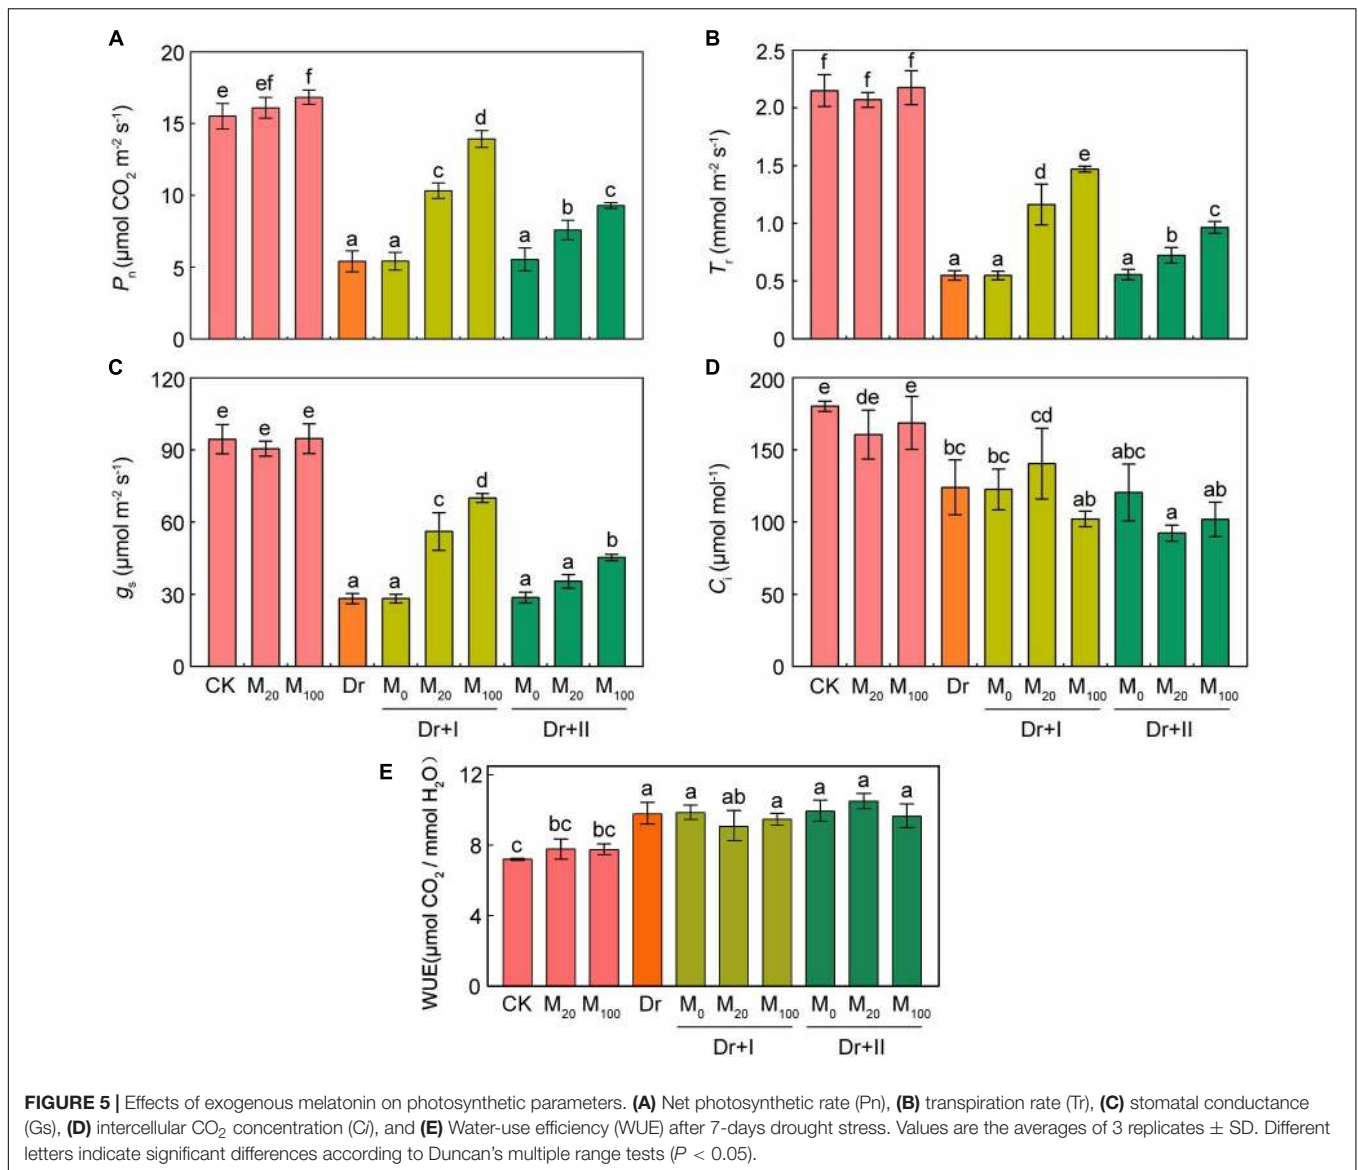 A
B
20
15
10
5
0
Pn (μmol CO2 m-2 s-1)
e ef f a a c d a b c
2.5
2.0
1.5
1.0
0.5
0
Tr (mmol m-2 s-1)
f f f a a d e a b c
C
D
120
90
60
30
0
gs (μmol m-2 s-1)
e e e a a c d a a b
CK M20 M100 Dr M0 M20 M100 M0 M20 M100
Dr+I Dr+II
200
150
100
50
0
Ci (μmol mol-1)
e de e bc bc cd ab abc a ab
CK M20 M100 Dr M0 M20 M100 M0 M20 M100
Dr+I Dr+II
E
12
8
4
0
WUE(μmol CO2 / mmol H2O)
c bc bc a a ab a a a a
CK M20 M100 Dr M0 M20 M100 M0 M20 M100
Dr+I Dr+II
FIGURE 5 | Effects of exogenous melatonin on photosynthetic parameters. (A) Net photosynthetic rate (Pn), (B) transpiration rate (Tr), (C) stomatal conductance
(Gs), (D) intercellular CO2 concentration (Ci), and (E) Water-use efficiency (WUE) after 7-days drought stress. Values are the averages of 3 replicates ± SD. Different
letters indicate significant differences according to Duncan's multiple range tests (P < 0.05).